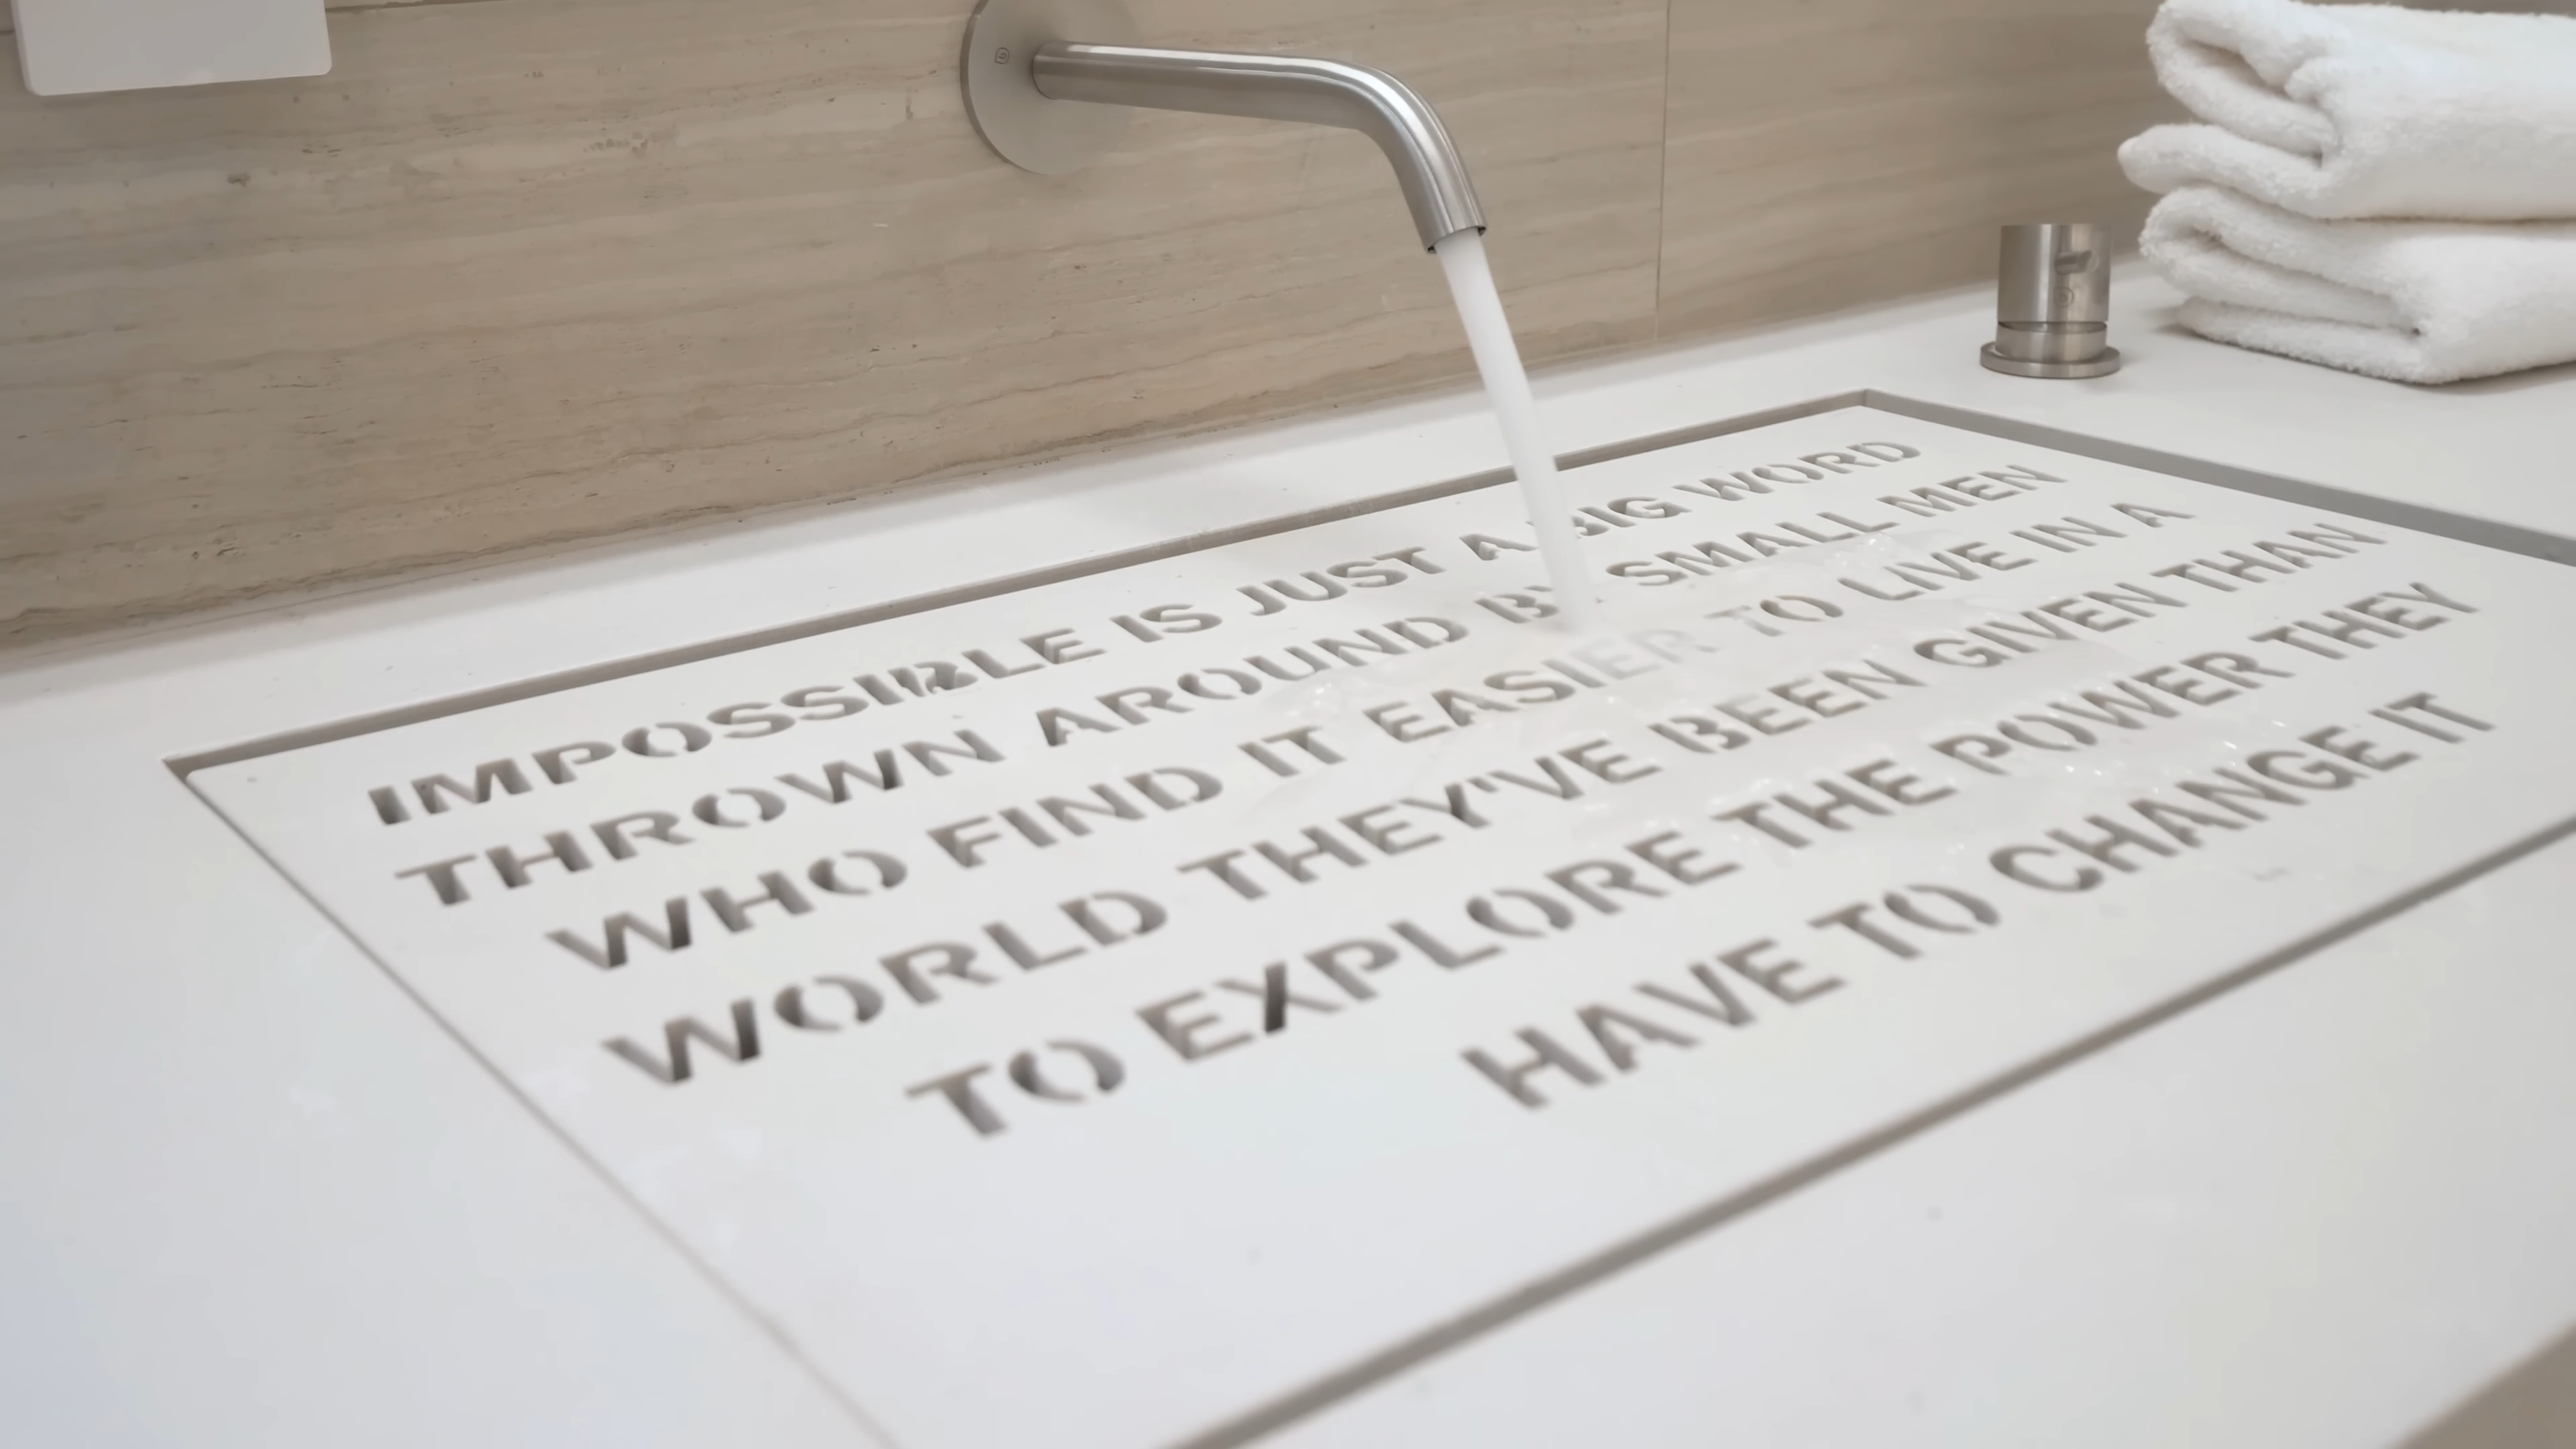 IMPOSSIBLE IS JUST A BIG WORD
THROWN AROUND BY SMALL MEN
WHO FIND IT EASIER TO LIVE IN A
WORLD THEY'VE BEEN GIVEN THAN
TO EXPLORE THE POWER THEY
HAVE TO CHANGE IT